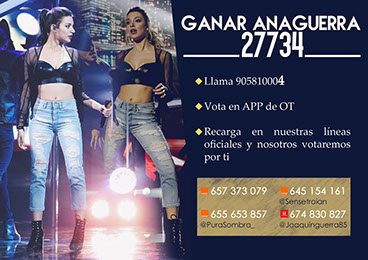 GANAR ANAGUERRA
27734
Llama 905810004
Vota en APP de OT
Recarga en nuestras líneas
oficiales y nosotros votaremos
por ti
657 373 079
645 154 161
@Sensetroian
655 653 857
674 830 827
@PuraSombra_
@Joaquinguerra85